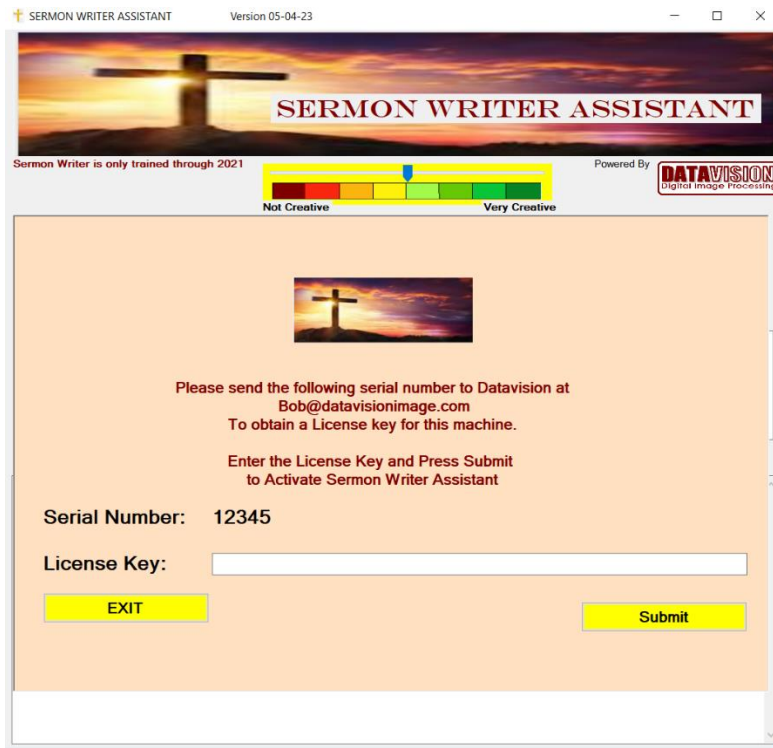 SERMON WRITER ASSISTANT Version 05-04-23
SERMON WRITER ASSISTANT
Sermon Writer is only trained through 2021
Powered By
DATAVISION
Digital Image Processing
Not Creative Very Creative
Please send the following serial number to Datavision at
Bob@datavisionimage.com
To obtain a License key for this machine.
Enter the License Key and Press Submit
to Activate Sermon Writer Assistant
Serial Number: 12345
License Key:
EXIT
Submit